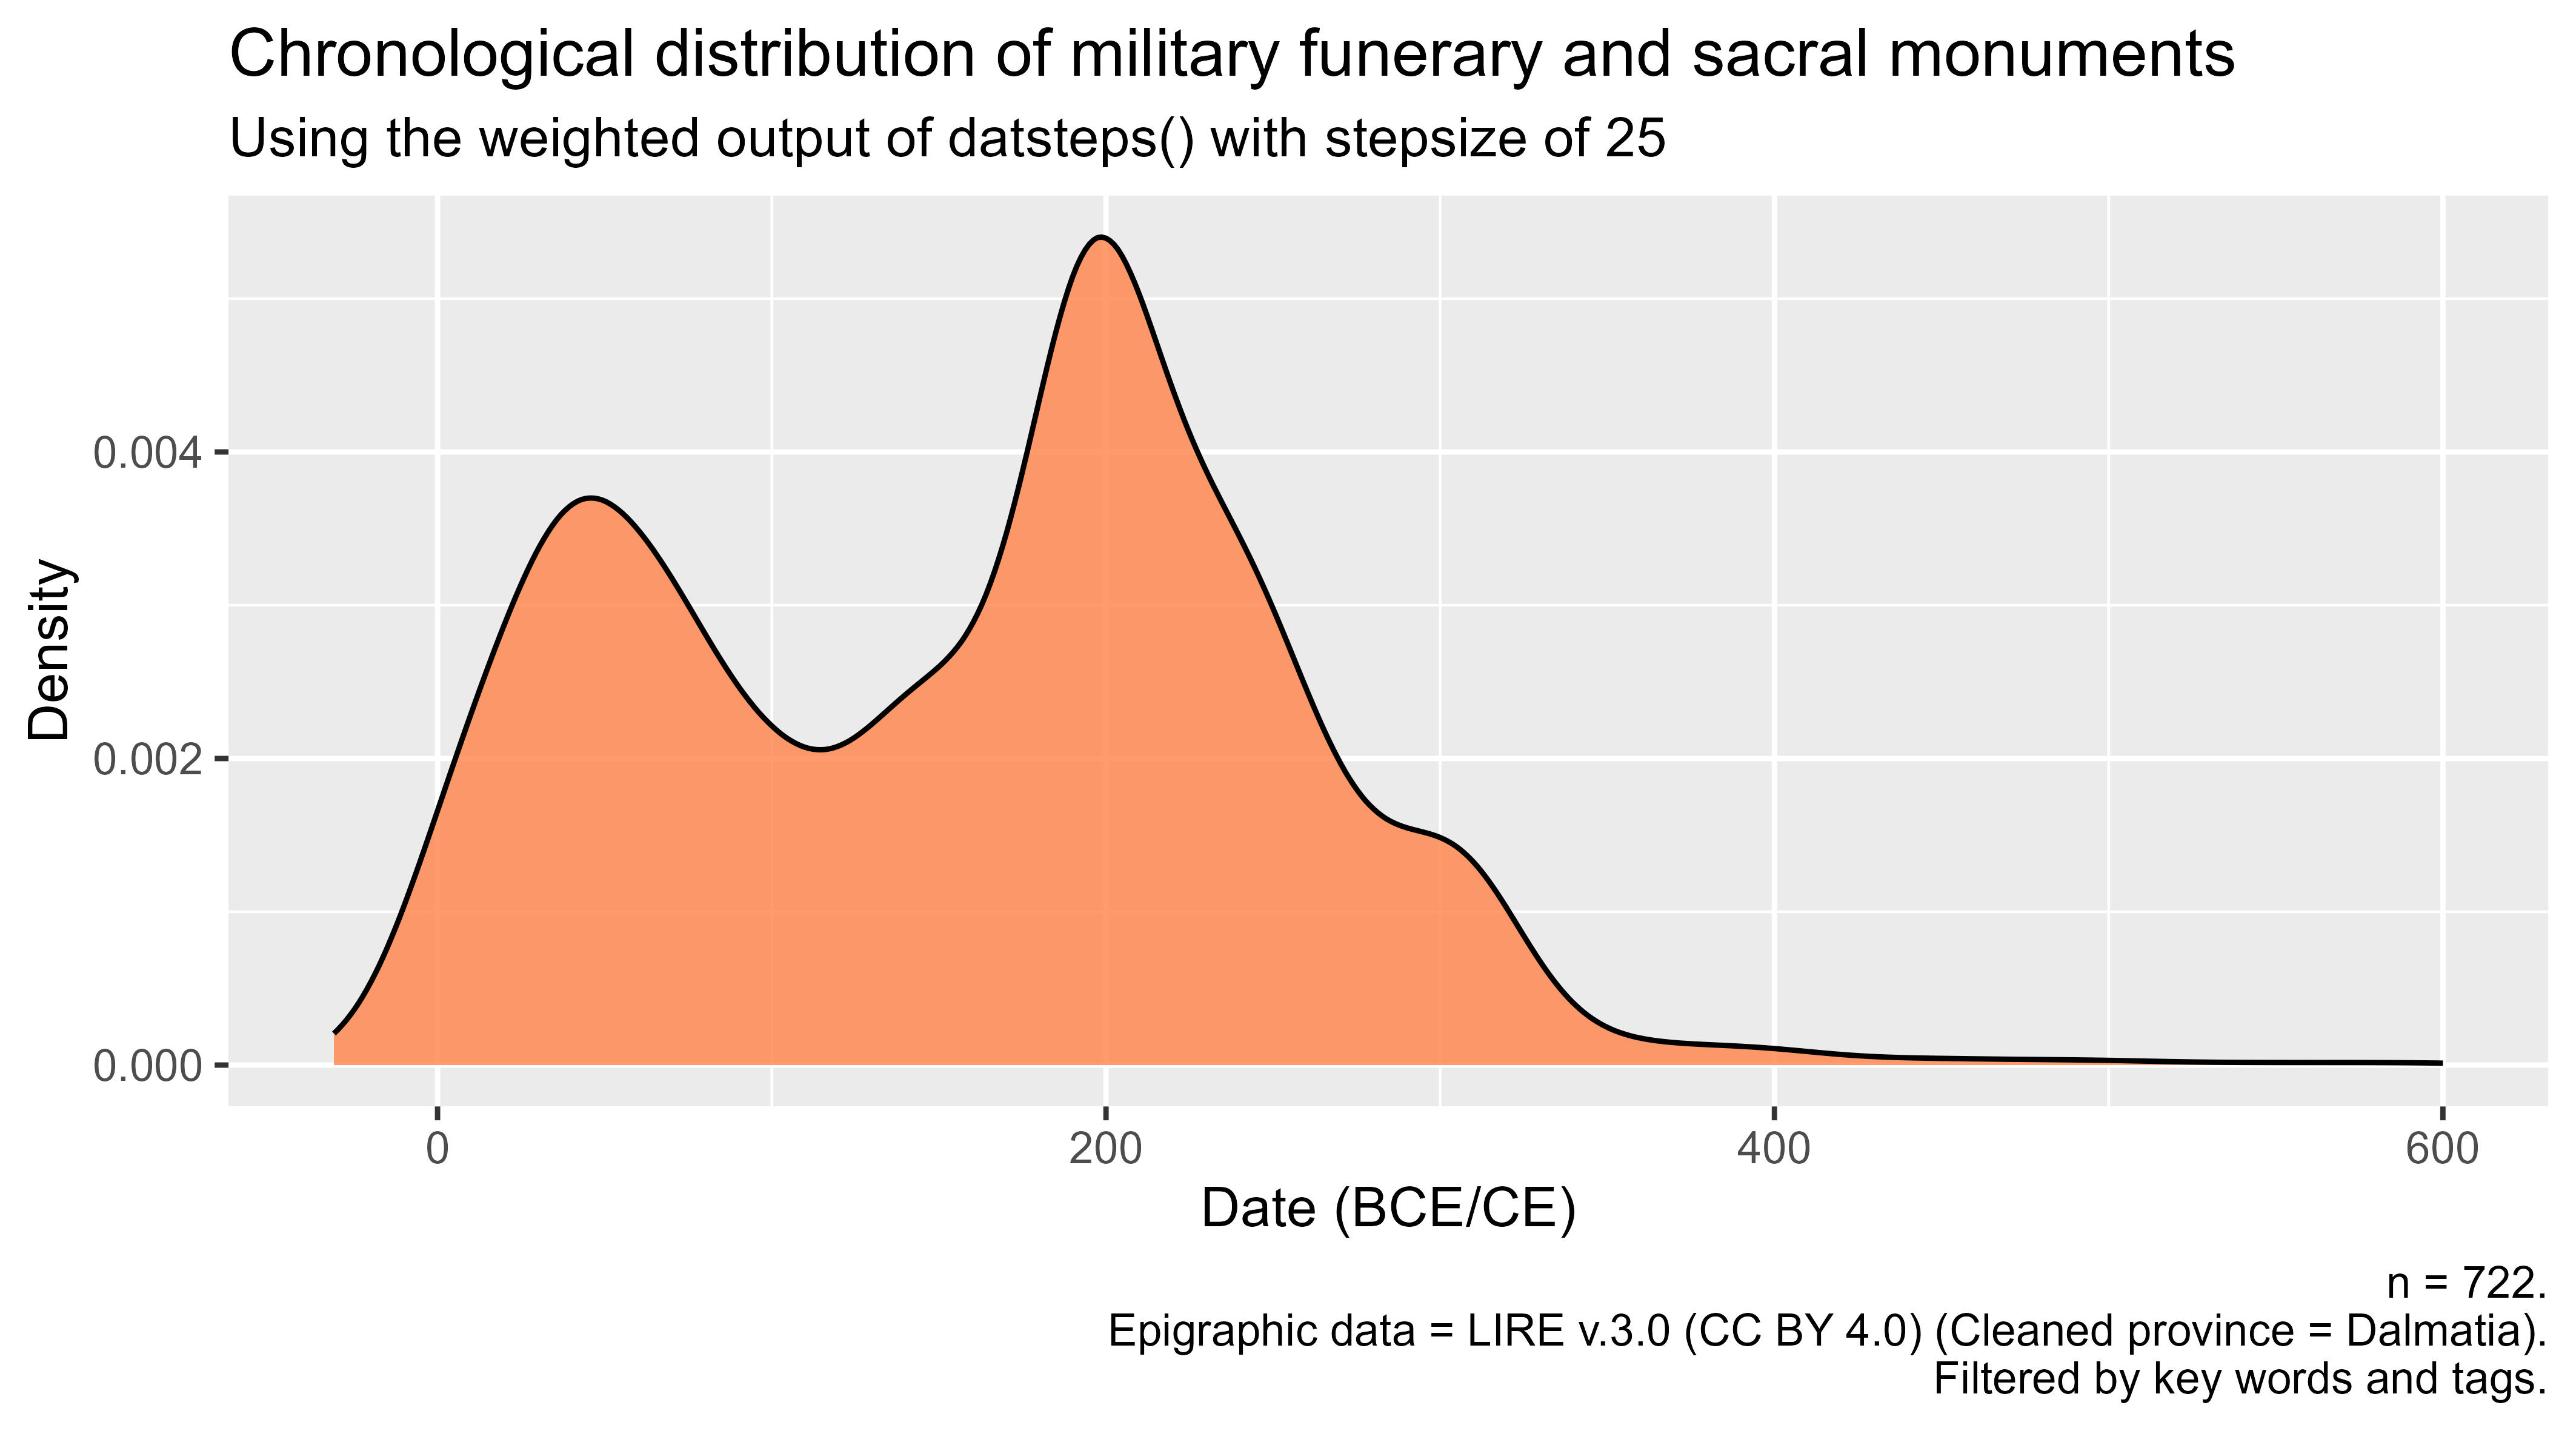 Chronological distribution of military funerary and sacral monuments
Using the weighted output of datsteps() with stepsize of 25
Density
0.004
0.002
0.000
0
200
400
600
Date (BCE/CE)
n = 722.
Epigraphic data = LIRE v.3.0 (CC BY 4.0) (Cleaned province = Dalmatia).
Filtered by key words and tags.